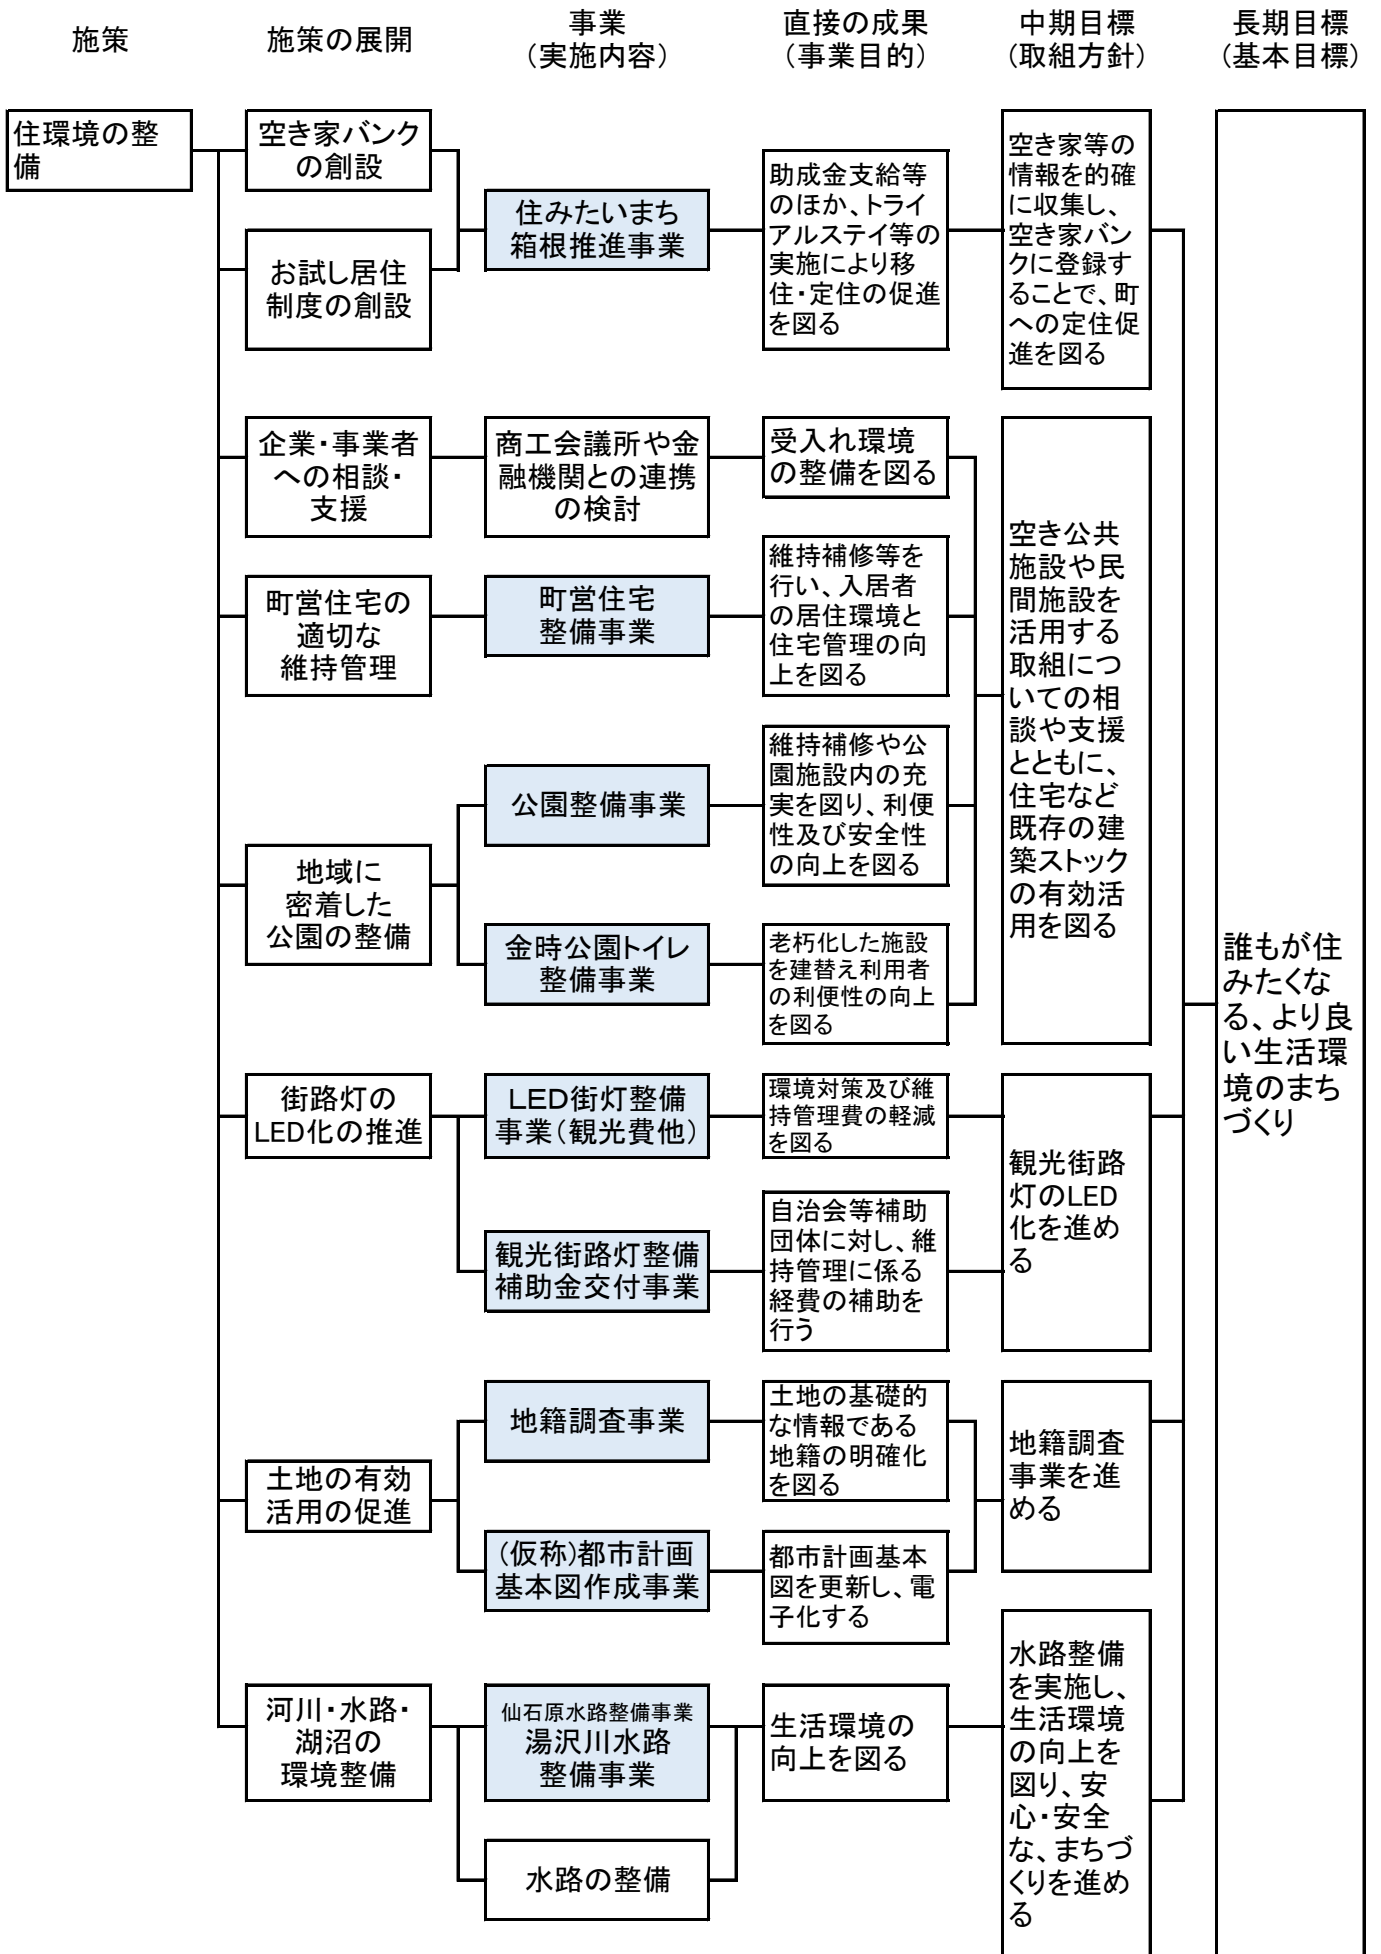 施策
施策の展開
事業
(実施内容)
直接の成果
(事業目的)
中期目標
(取組方針)
長期目標
(基本目標)
住環境の整
備
空き家バンク
の創設
お試し居住
制度の創設
住みたいまち
箱根推進事業
助成金支給等
のほか、トライ
アルステイ等の
実施により移
住・定住の促進
を図る
空き家等の
情報を的確
に収集し、
空き家バン
クに登録す
ることで、町
への定住促
進を図る
企業・事業者
への相談・
支援
商工会議所や金
融機関との連携
の検討
受入れ環境
の整備を図る
町営住宅の
適切な
維持管理
町営住宅
整備事業
維持補修等を
行い、入居者
の居住環境と
住宅管理の向
上を図る
地域に
密着した
公園の整備
公園整備事業
維持補修や公
園施設内の充
実を図り、利便
性及び安全性
の向上を図る
金時公園トイレ
整備事業
老朽化した施設
を建替え利用者
の利便性の向上
を図る
空き公共
施設や民
間施設を
活用する
取組につ
いての相
談や支援
とともに、
住宅など
既存の建
築ストック
の有効活
用を図る
街路灯の
LED化の推進
LED街灯整備
事業(観光費他)
環境対策及び維
持管理費の軽減
を図る
観光街路灯整備
補助金交付事業
自治会等補助
団体に対し、維
持管理に係る
経費の補助を
行う
観光街路
灯のLED
化を進め
る
土地の有効
活用の促進
地籍調査事業
土地の基礎的
な情報である
地籍の明確化
を図る
(仮称)都市計画
基本図作成事業
都市計画基本
図を更新し、電
子化する
地籍調査
事業を進
める
河川・水路・
湖沼の
環境整備
仙石原水路整備事業
湯沢川水路
整備事業
水路の整備
生活環境の
向上を図る
水路整備
を実施し、
生活環境
の向上を
図り、安
心・安全
な、まちづ
くりを進め
る
誰もが住
みたくな
る、より良
い生活環
境のまち
づくり